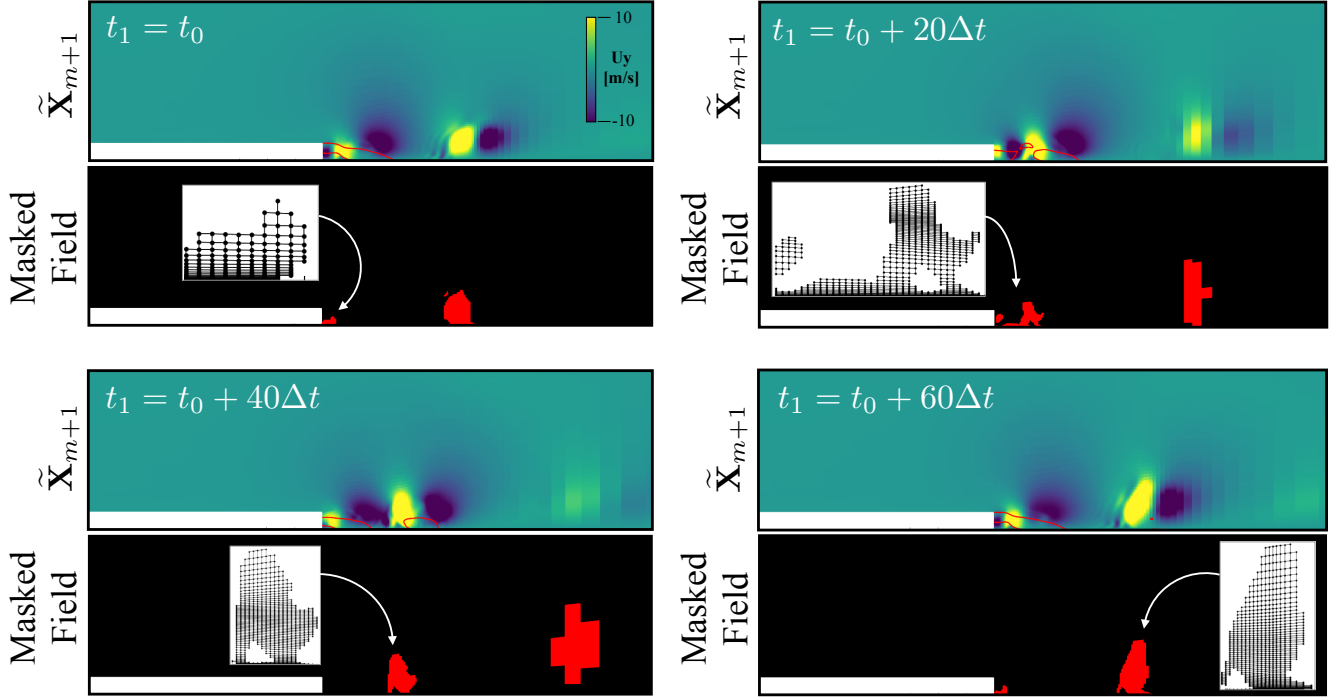 X̃ₘ₊₁
t₁ = t₀
10
Uy
[m/s]
-10
Masked
Field
X̃ₘ₊₁
t₁ = t₀ + 20Δt
Masked
Field
X̃ₘ₊₁
t₁ = t₀ + 40Δt
Masked
Field
X̃ₘ₊₁
t₁ = t₀ + 60Δt
Masked
Field